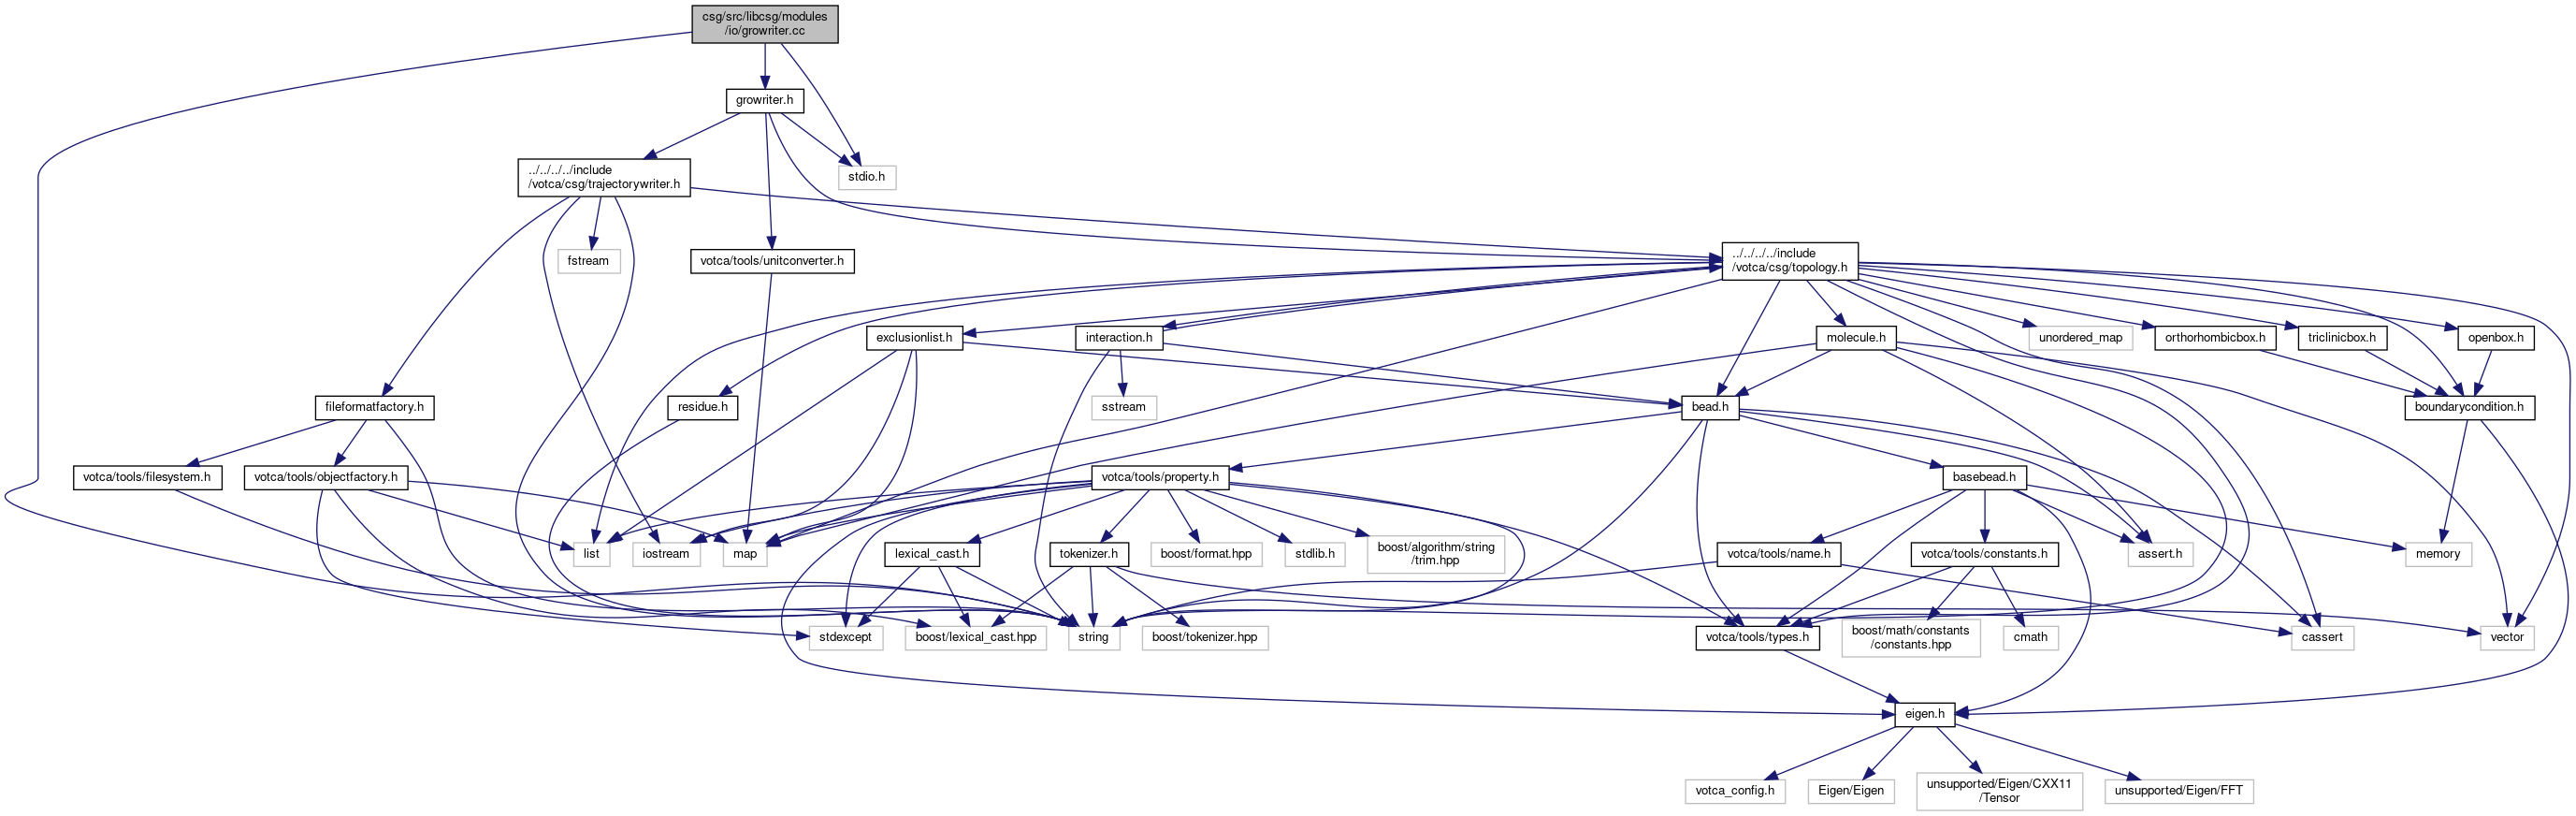 csg/src/libcsg/modules
/io/growriter.cc
growriter.h
../../../../include
/votca/csg/trajectorywriter.h
stdio.h
fstream
votca/tools/unitconverter.h
../../../../include
/votca/csg/topology.h
exclusionlist.h
interaction.h
molecule.h
unordered_map
orthorhombicbox.h
triclinicbox.h
openbox.h
fileformatfactory.h
residue.h
sstream
bead.h
boundarycondition.h
votca/tools/filesystem.h
votca/tools/objectfactory.h
votca/tools/property.h
basebead.h
list
iostream
map
lexical_cast.h
tokenizer.h
boost/format.hpp
stdlib.h
boost/algorithm/string
/trim.hpp
votca/tools/name.h
votca/tools/constants.h
assert.h
memory
stdexcept
boost/lexical_cast.hpp
string
boost/tokenizer.hpp
votca/tools/types.h
boost/math/constants
/constants.hpp
cmath
cassert
vector
eigen.h
votca_config.h
Eigen/Eigen
unsupported/Eigen/CXX11
/Tensor
unsupported/Eigen/FFT